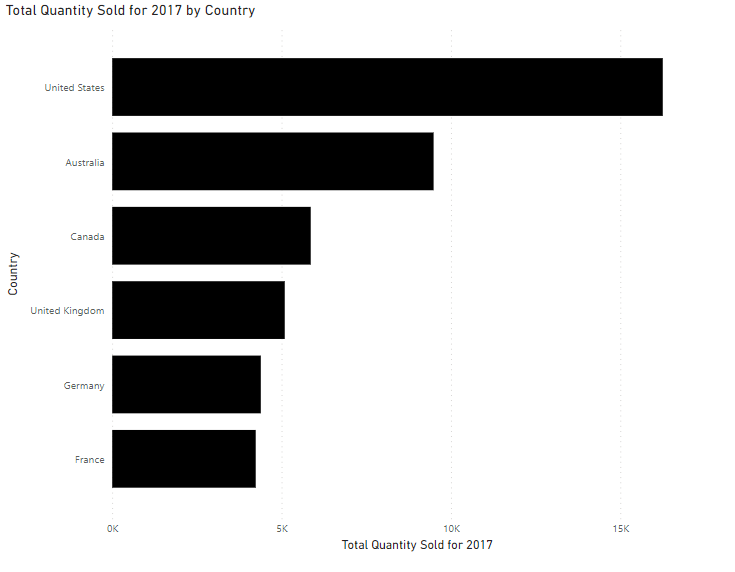 Total Quantity Sold for 2017 by Country
United States
Australia
Canada
United Kingdom
Germany
France
Country
0K 5K 10K 15K
Total Quantity Sold for 2017